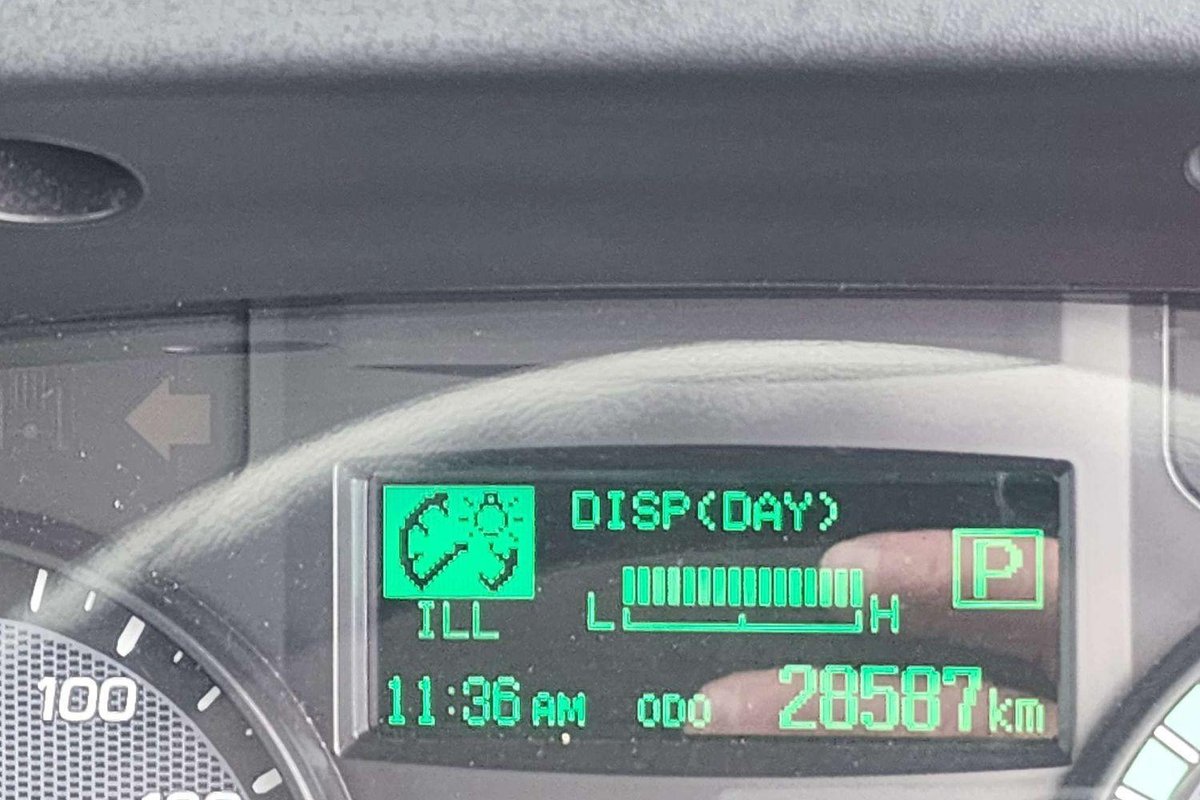 DISP(DAY)
P
L H
ILL
11:36 AM ODO 28587 km
100